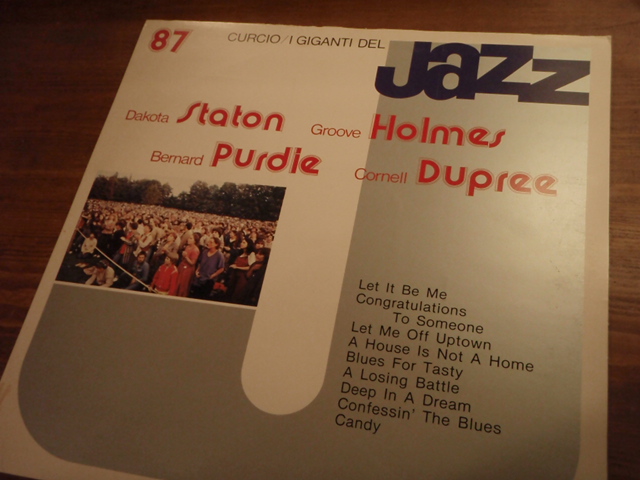 87
CURCIO/I GIGANTI DEL
Jazz
Dakota Staton
Groove Holmes
Bernard Purdie
Cornell Dupree
Let It Be Me
Congratulations
To Someone
Let Me Off Uptown
A House Is Not A Home
Blues For Tasty
A Losing Battle
Deep In A Dream
Confessin' The Blues
Candy